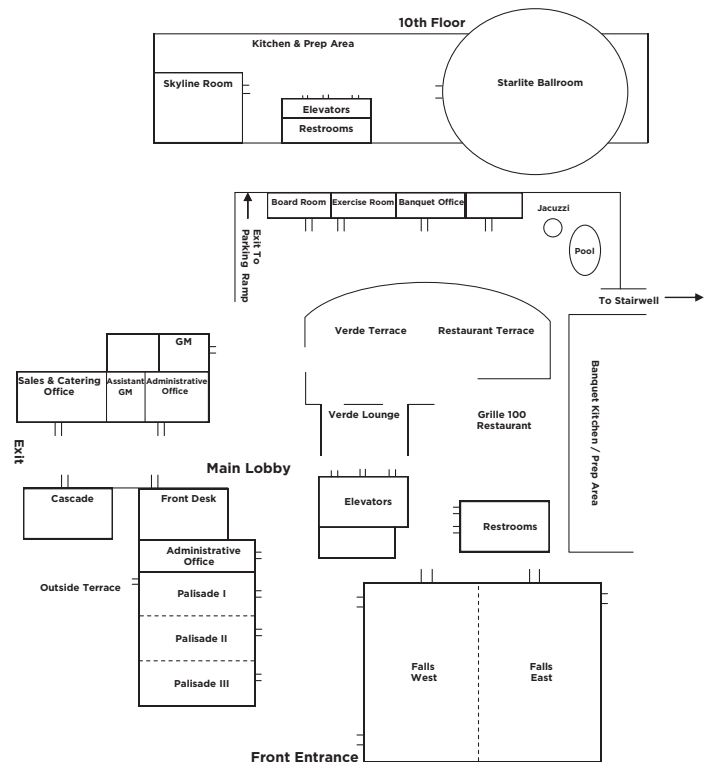 10th Floor
Kitchen & Prep Area
Skyline Room
Starlite Ballroom
Elevators
Restrooms
Board Room
Exercise Room
Banquet Office
Jacuzzi
Exit To
Parking Ramp
Pool
To Stairwell
Verde Terrace
Restaurant Terrace
GM
Sales & Catering
Office
Assistant
GM
Administrative
Office
Verde Lounge
Grille 100
Restaurant
Banquet Kitchen / Prep Area
Exit
Main Lobby
Cascade
Front Desk
Elevators
Restrooms
Administrative
Office
Outside Terrace
Palisade I
Palisade II
Palisade III
Falls
West
Falls
East
Front Entrance